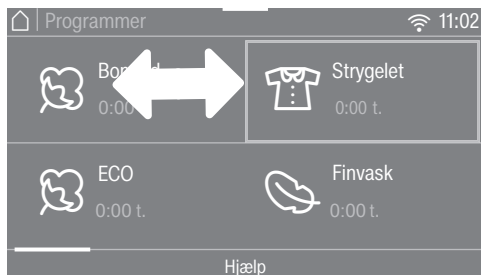 Programmer 11:02
Strygelet
0:00 t.
ECO
0:00 t.
Finvask
0:00 t.
Hjælp